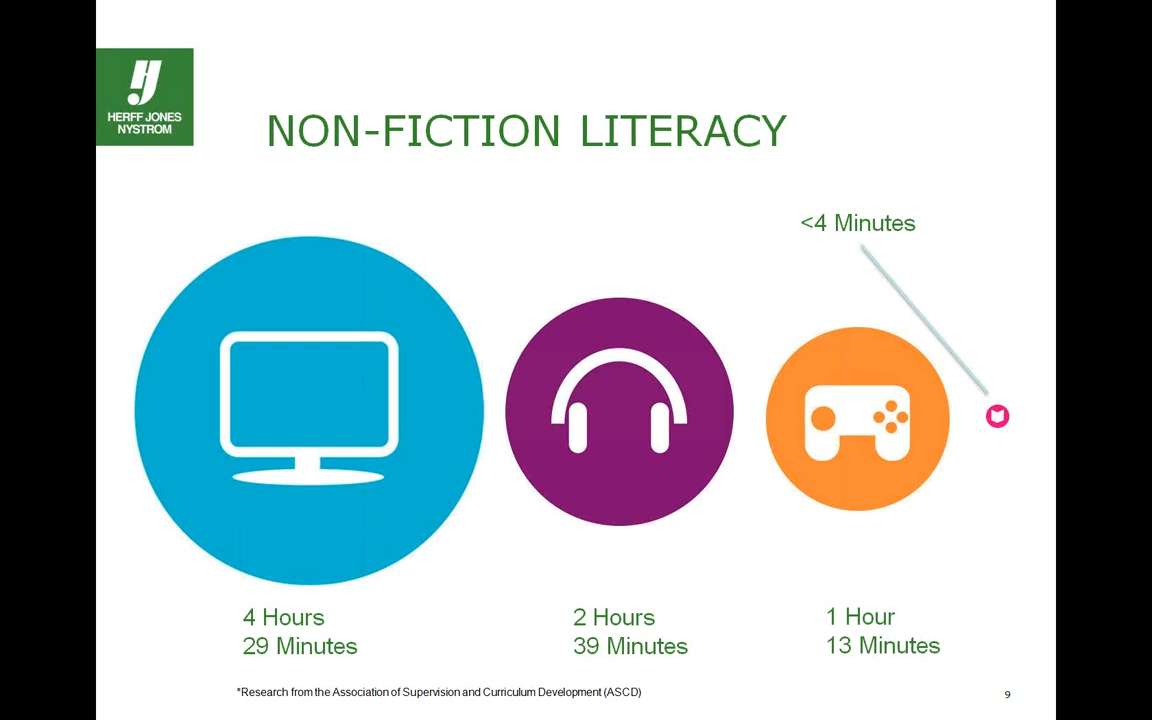 HERFF JONES
NYSTROM
NON-FICTION LITERACY
<4 Minutes
4 Hours
29 Minutes
2 Hours
39 Minutes
1 Hour
13 Minutes
*Research from the Association of Supervision and Curriculum Development (ASCD)
9